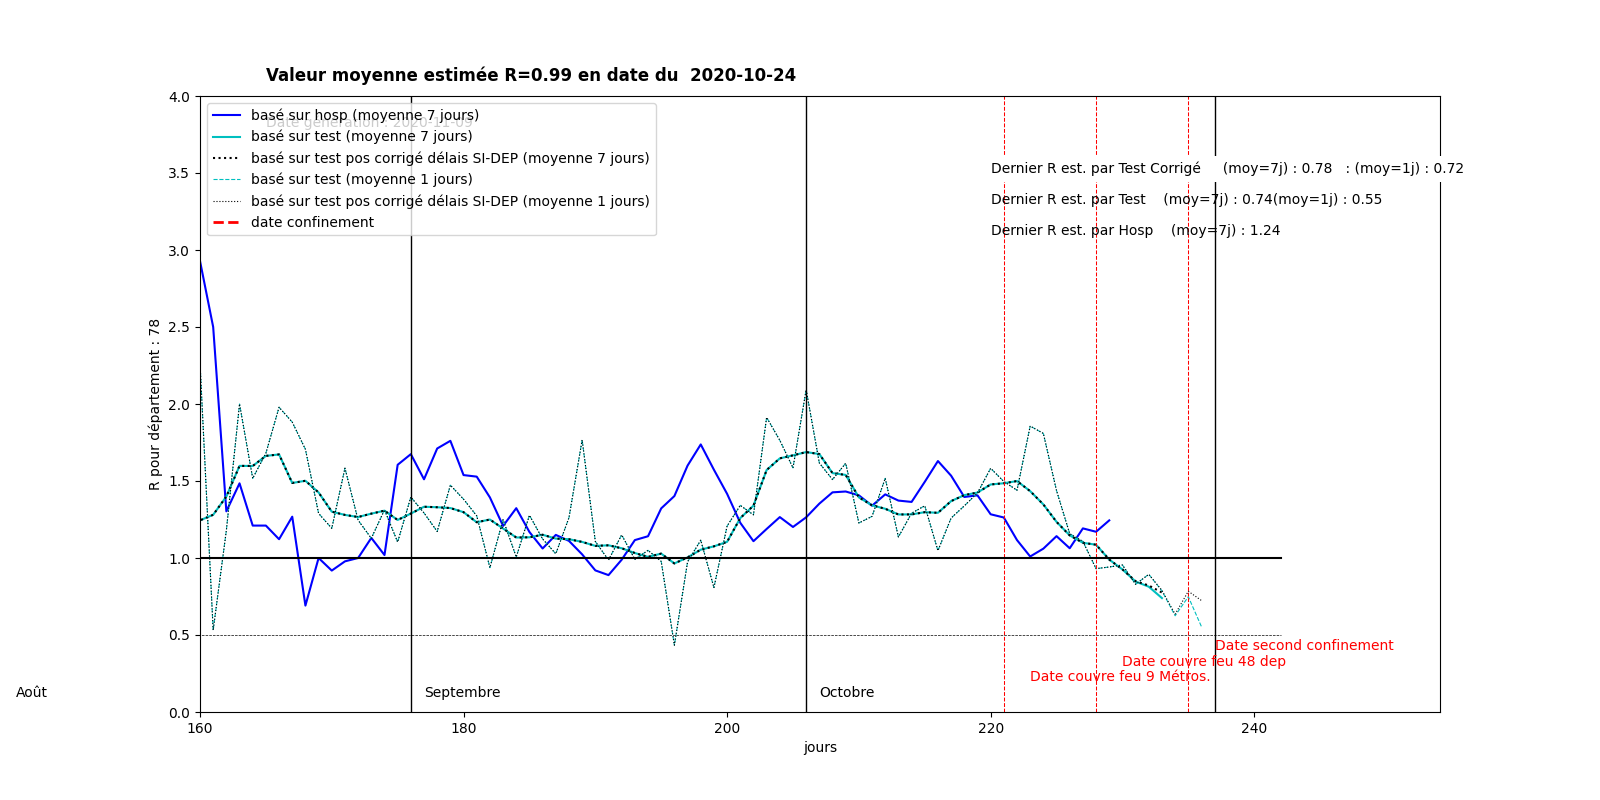 Valeur moyenne estimée R=0.99 en date du  2020-10-24
Date génération : 2020-11-09
basé sur hosp (moyenne 7 jours)
basé sur test (moyenne 7 jours)
basé sur test pos corrigé délais SI-DEP (moyenne 7 jours)
basé sur test (moyenne 1 jours)
basé sur test pos corrigé délais SI-DEP (moyenne 1 jours)
date confinement
Dernier R est. par Test Corrigé     (moy=7j) : 0.78   : (moy=1j) : 0.72
Dernier R est. par Test    (moy=7j) : 0.74(moy=1j) : 0.55
Dernier R est. par Hosp    (moy=7j) : 1.24
R pour département : 78
4.0
3.5
3.0
2.5
2.0
1.5
1.0
0.5
0.0
Date second confinement
Date couvre feu 48 dep
Date couvre feu 9 Métros.
Août
Septembre
Octobre
160
180
200
220
240
jours